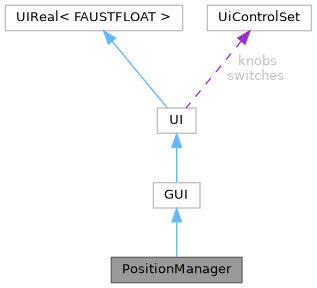 UIReal< FAUSTFLOAT >
UiControlSet
knobs
switches
UI
GUI
PositionManager